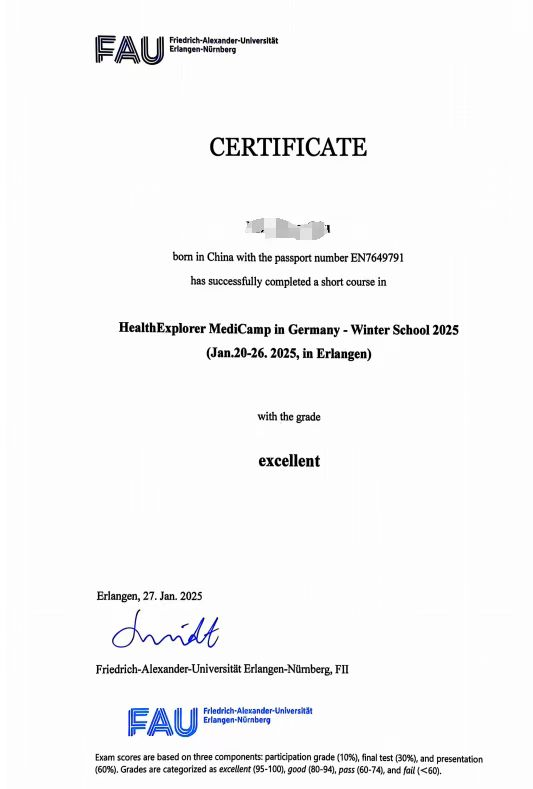 FAU Friedrich-Alexander-Universität
Erlangen-Nürnberg
CERTIFICATE
born in China with the passport number EN7649791
has successfully completed a short course in
HealthExplorer MediCamp in Germany - Winter School 2025
(Jan.20-26. 2025, in Erlangen)
with the grade
excellent
Erlangen, 27. Jan. 2025
Friedrich-Alexander-Universität Erlangen-Nürnberg, FII
FAU Friedrich-Alexander-Universität
Erlangen-Nürnberg
Exam scores are based on three components: participation grade (10%), final test (30%), and presentation
(60%). Grades are categorized as excellent (95-100), good (80-94), pass (60-74), and fail (<60).